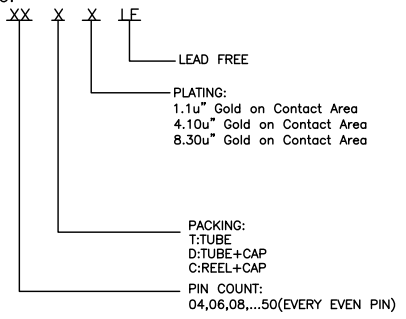 XX X X LF
LEAD FREE
PLATING:
1.1u" Gold on Contact Area
4.10u" Gold on Contact Area
8.30u" Gold on Contact Area
PACKING:
T:TUBE
D:TUBE+CAP
C:REEL+CAP
PIN COUNT:
04,06,08,...50(EVERY EVEN PIN)